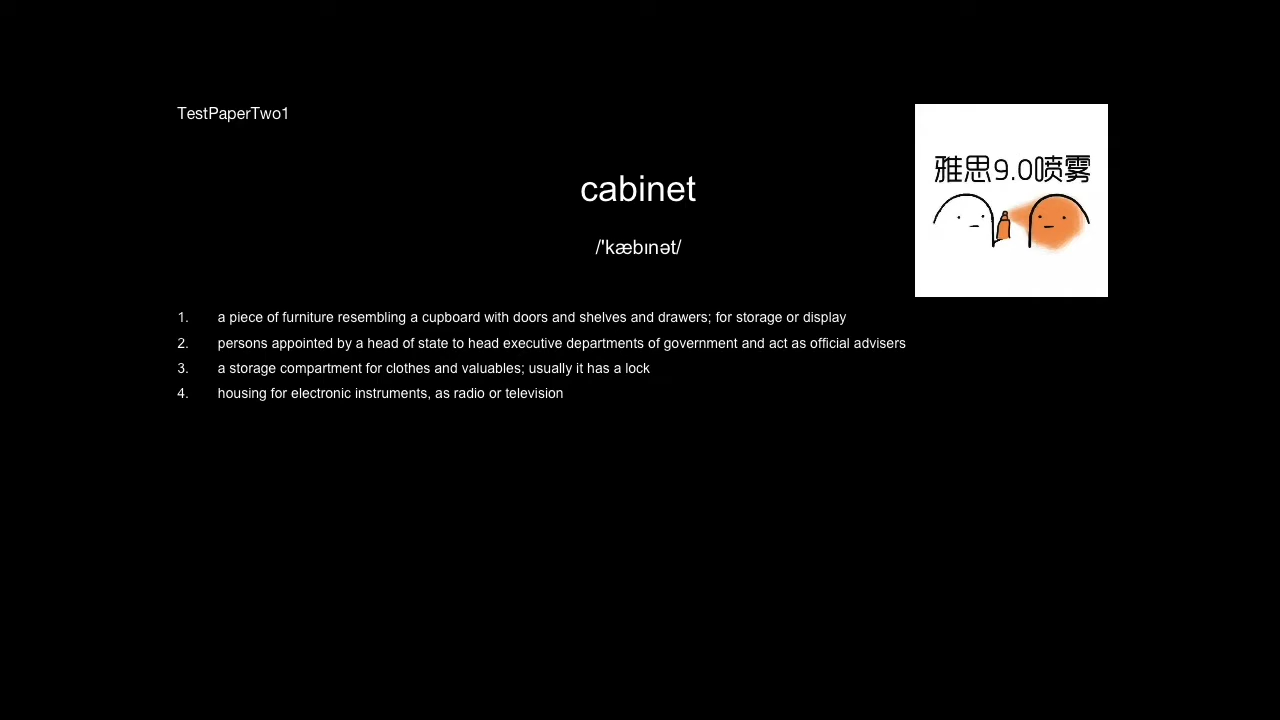 TestPaperTwo1
雅思9.0喷雾
cabinet
/'kæbɪnət/
1. a piece of furniture resembling a cupboard with doors and shelves and drawers; for storage or display
2. persons appointed by a head of state to head executive departments of government and act as official advisers
3. a storage compartment for clothes and valuables; usually it has a lock
4. housing for electronic instruments, as radio or television